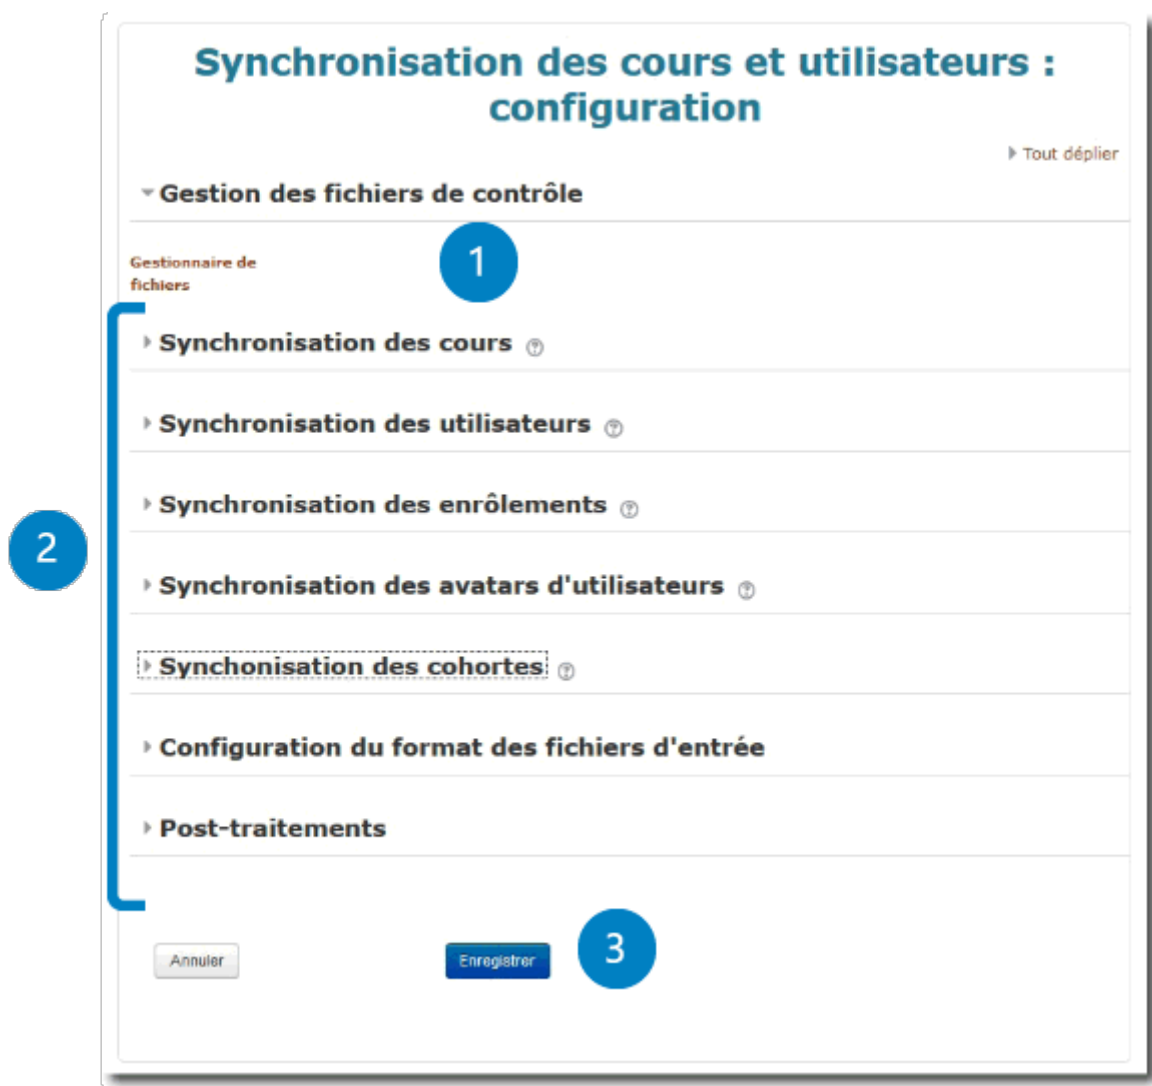 Synchronisation des cours et utilisateurs :
configuration
Tout déplier
Gestion des fichiers de contrôle
1
Gestionnaire de
fichiers
Synchronisation des cours
Synchronisation des utilisateurs
Synchronisation des enrôlements
2
Synchronisation des avatars d'utilisateurs
Synchonisation des cohortes
Configuration du format des fichiers d'entrée
Post-traitements
Annuler
Enregistrer
3